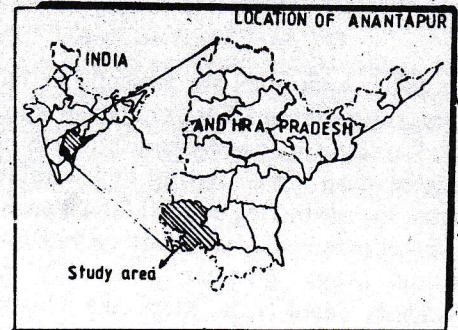 LOCATION OF ANANTAPUR
INDIA
ANDHRA PRADESH
Study area